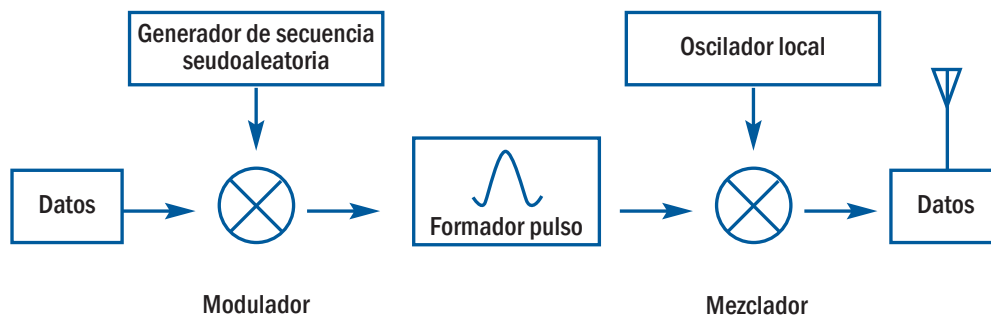 Generador de secuencia
seudoaleatoria
Oscilador local
Datos
Formador pulso
Datos
Modulador
Mezclador